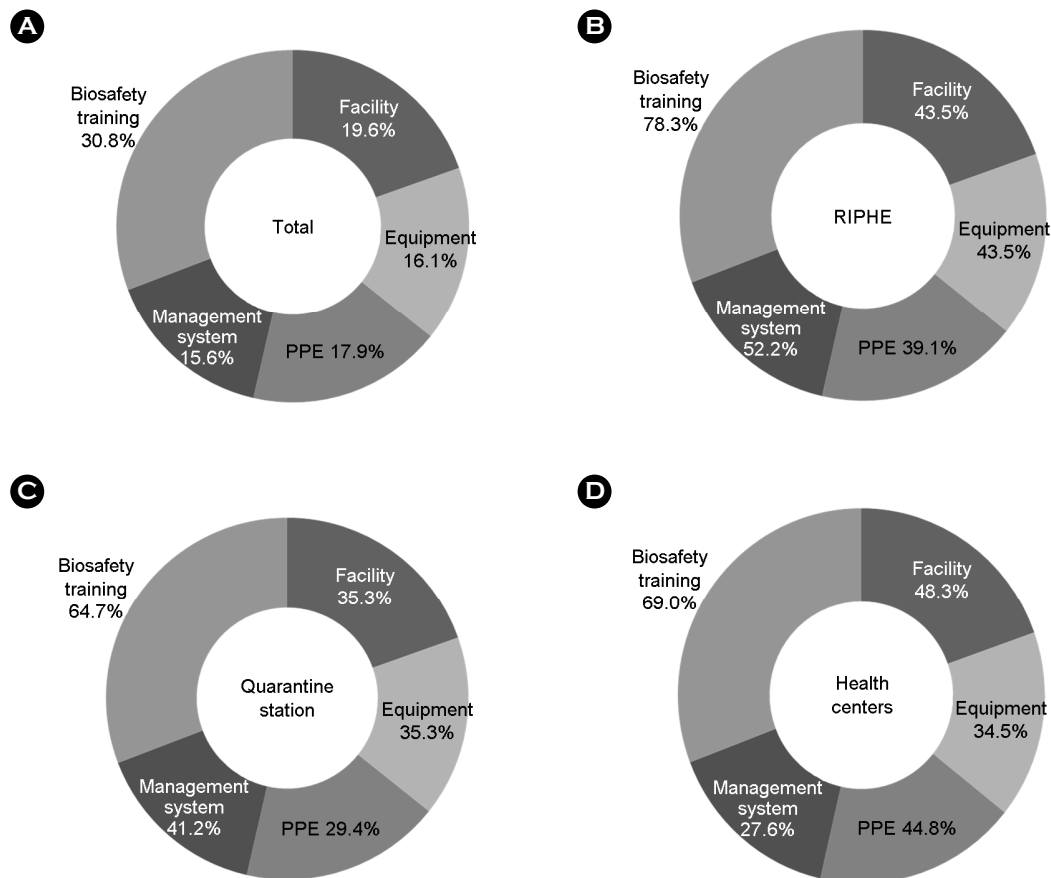 A
Biosafety
training
30.8%
Facility
19.6%
Equipment
16.1%
PPE 17.9%
Management
system
15.6%
Total
B
Biosafety
training
78.3%
Facility
43.5%
Equipment
43.5%
PPE 39.1%
Management
system
52.2%
RIPHE
C
Biosafety
training
64.7%
Facility
35.3%
Equipment
35.3%
PPE 29.4%
Management
system
41.2%
Quarantine
station
D
Biosafety
training
69.0%
Facility
48.3%
Equipment
34.5%
PPE 44.8%
Management
system
27.6%
Health
centers